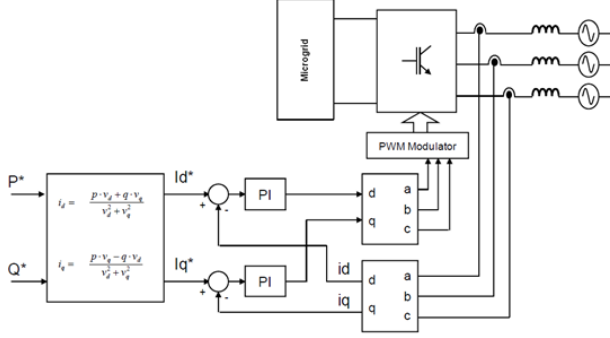 Microgrid
PWM Modulator
P*
Id*
PI
d
q
a
b
c
i_d = (p·v_d + q·v_q) / (v_d^2 + v_q^2)
i_q = (p·v_q − q·v_d) / (v_d^2 + v_q^2)
+
-
Q*
Iq*
PI
+
-
id
iq
d
q
a
b
c